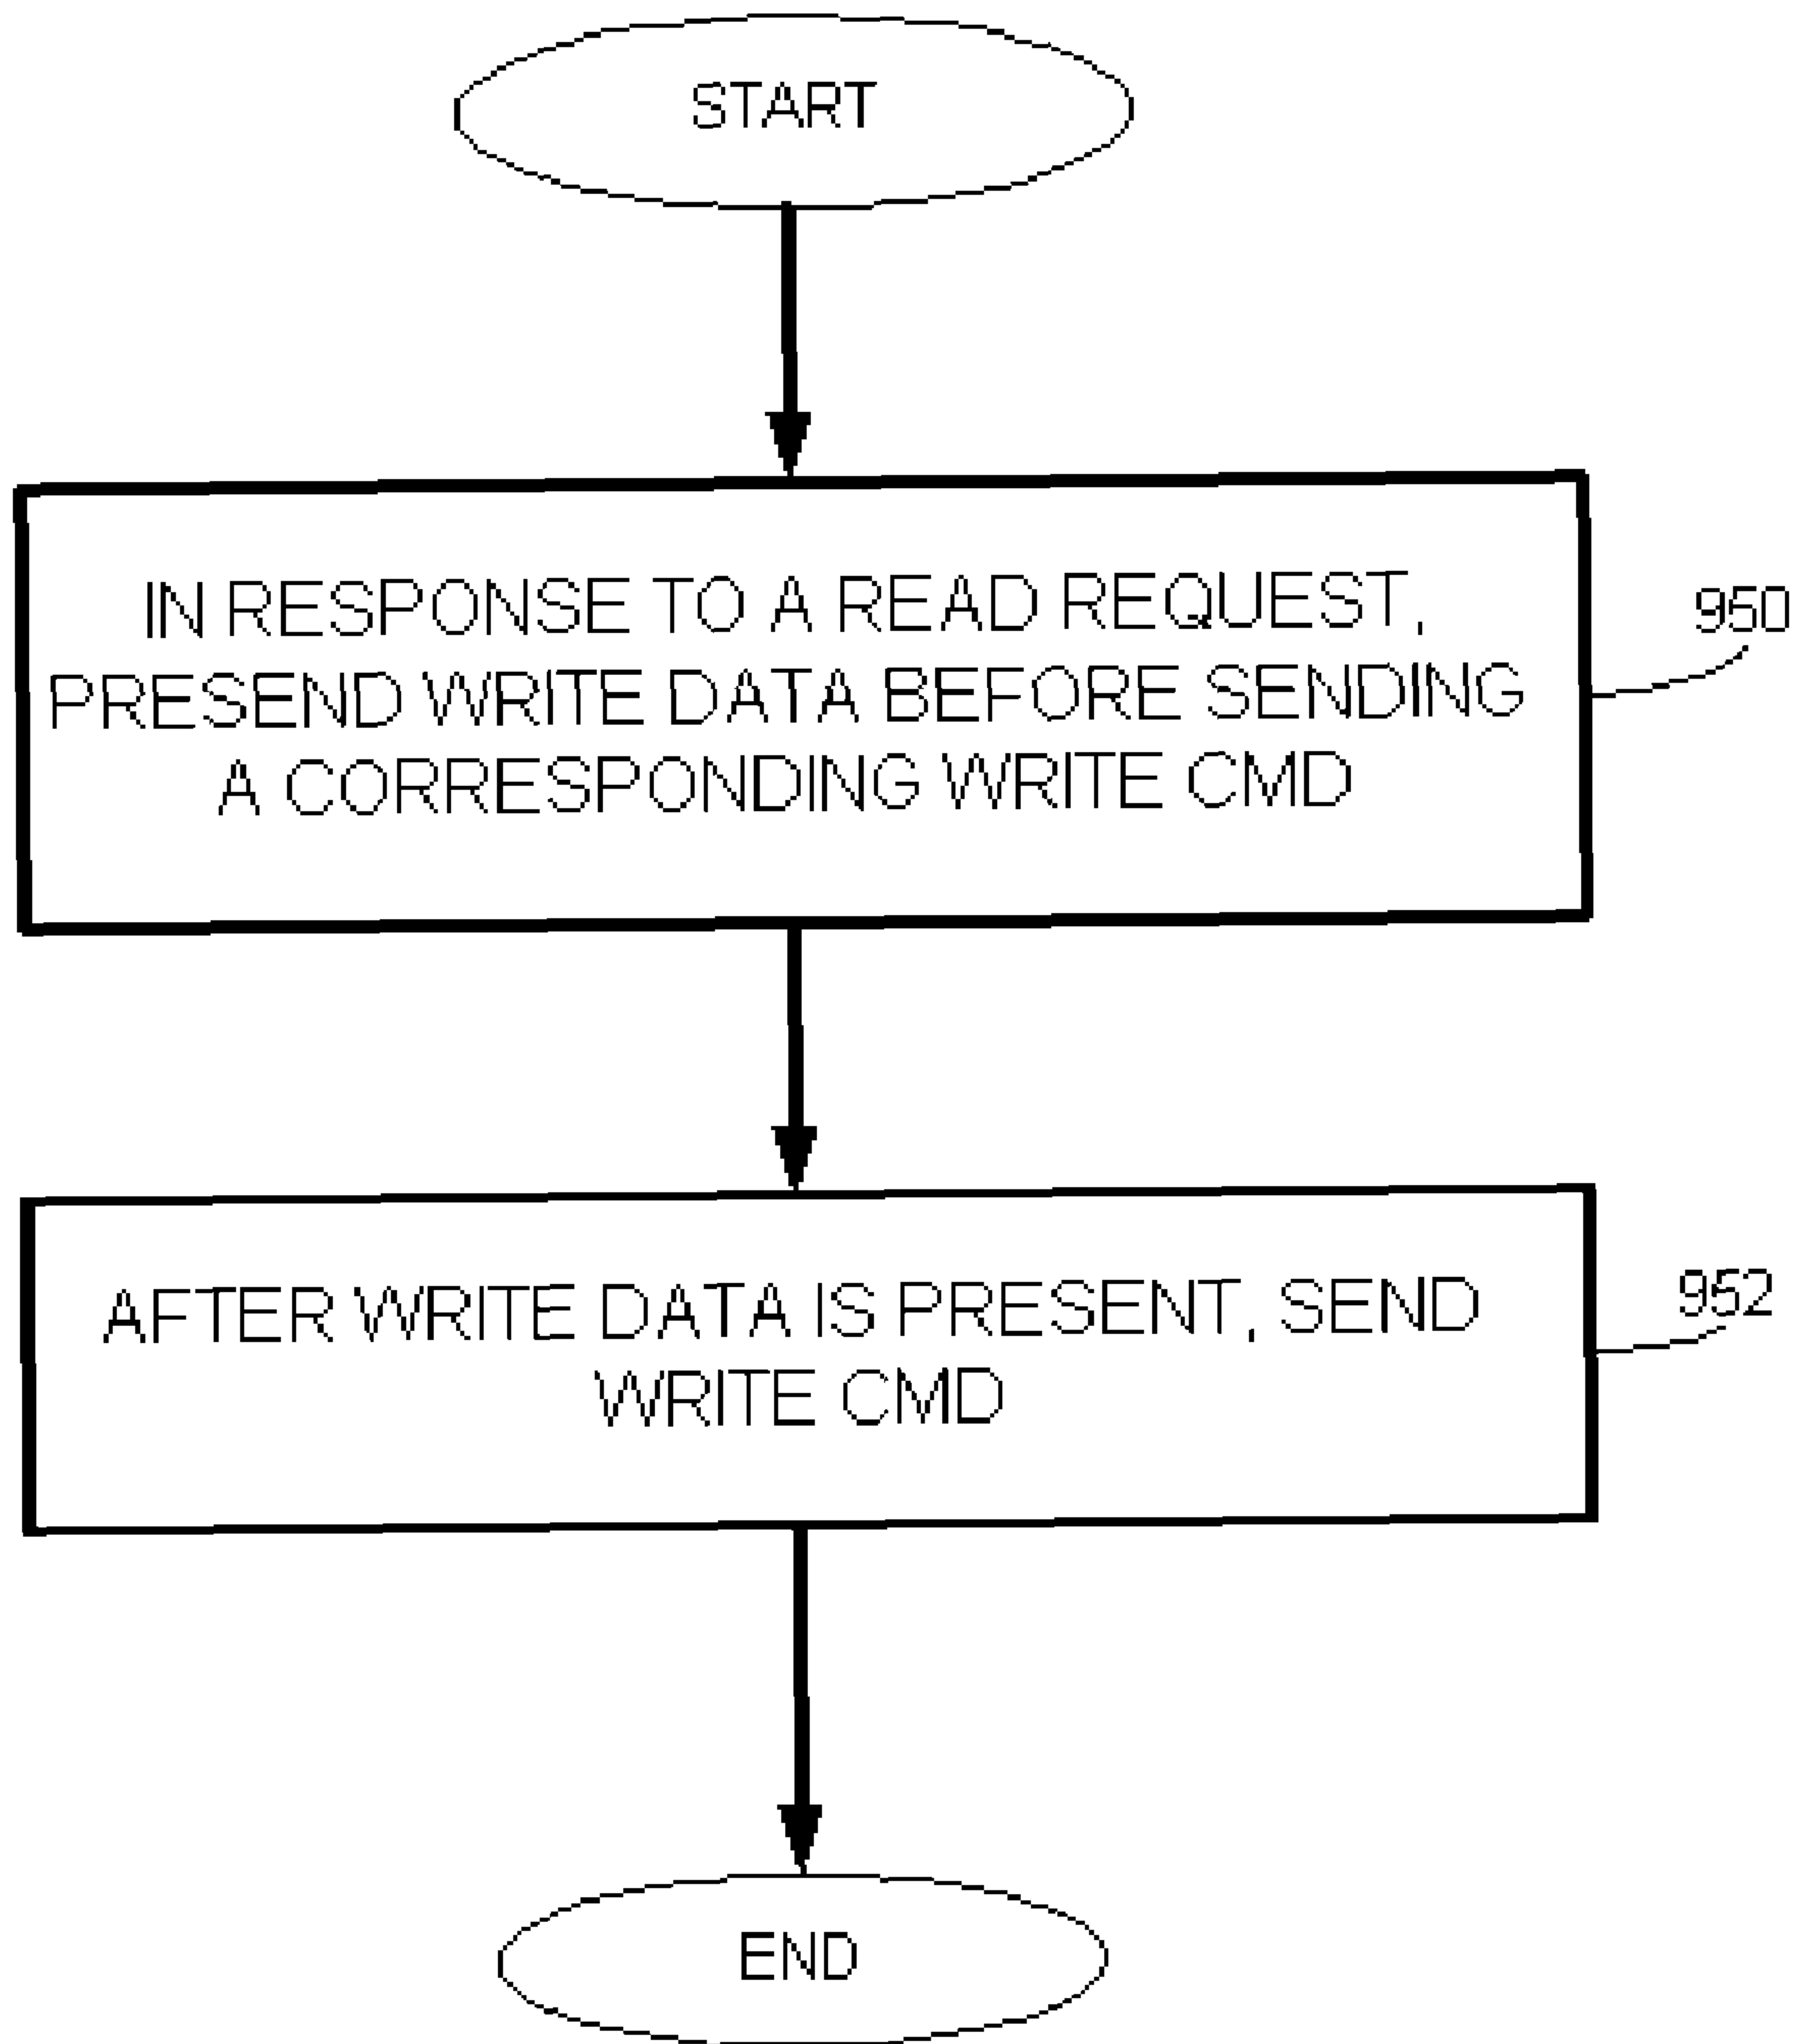 START
IN RESPONSE TO A READ REQUEST,
PRESEND WRITE DATA BEFORE SENDING
A CORRESPONDING WRITE CMD
950
AFTER WRITE DATA IS PRESENT, SEND
WRITE CMD
952
END